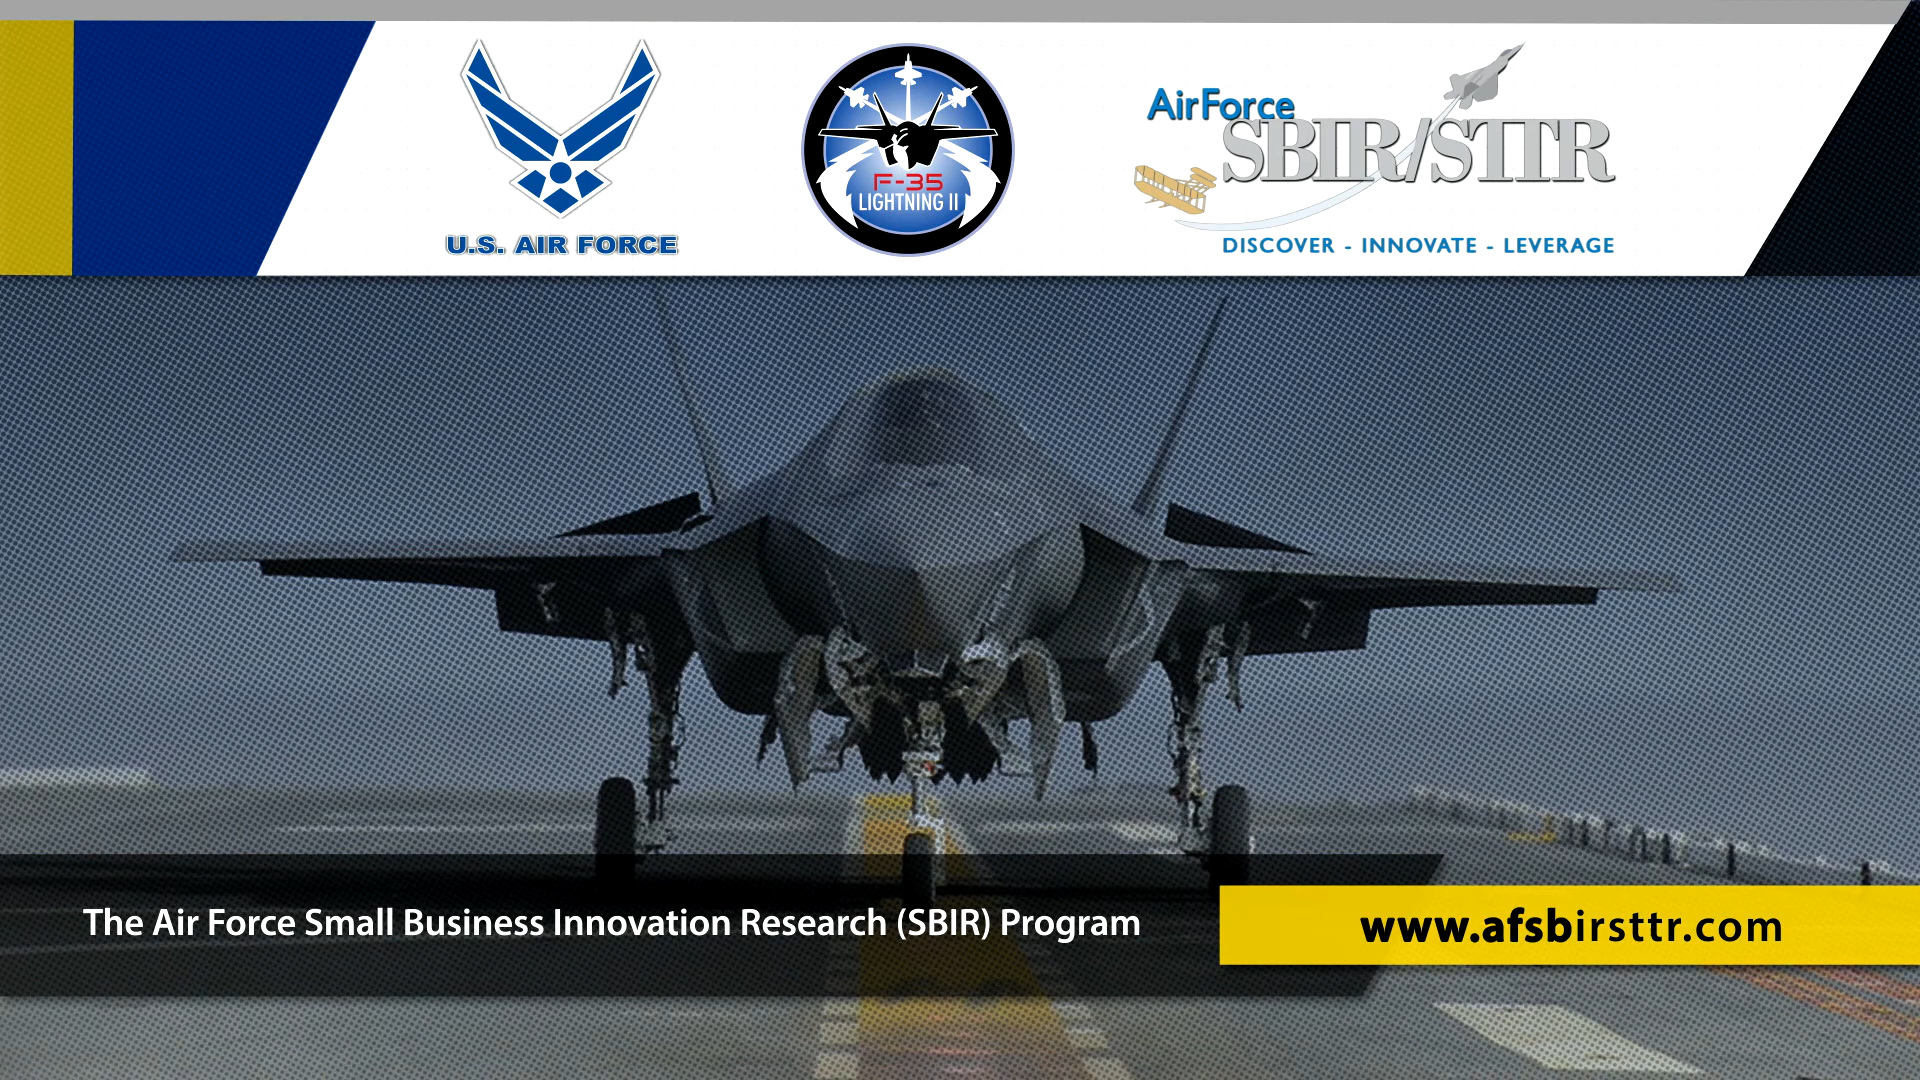 U.S. AIR FORCE
F-35
LIGHTNING II
AirForce
SBIR/STTR
DISCOVER - INNOVATE - LEVERAGE
The Air Force Small Business Innovation Research (SBIR) Program
www.afsbirsttr.com